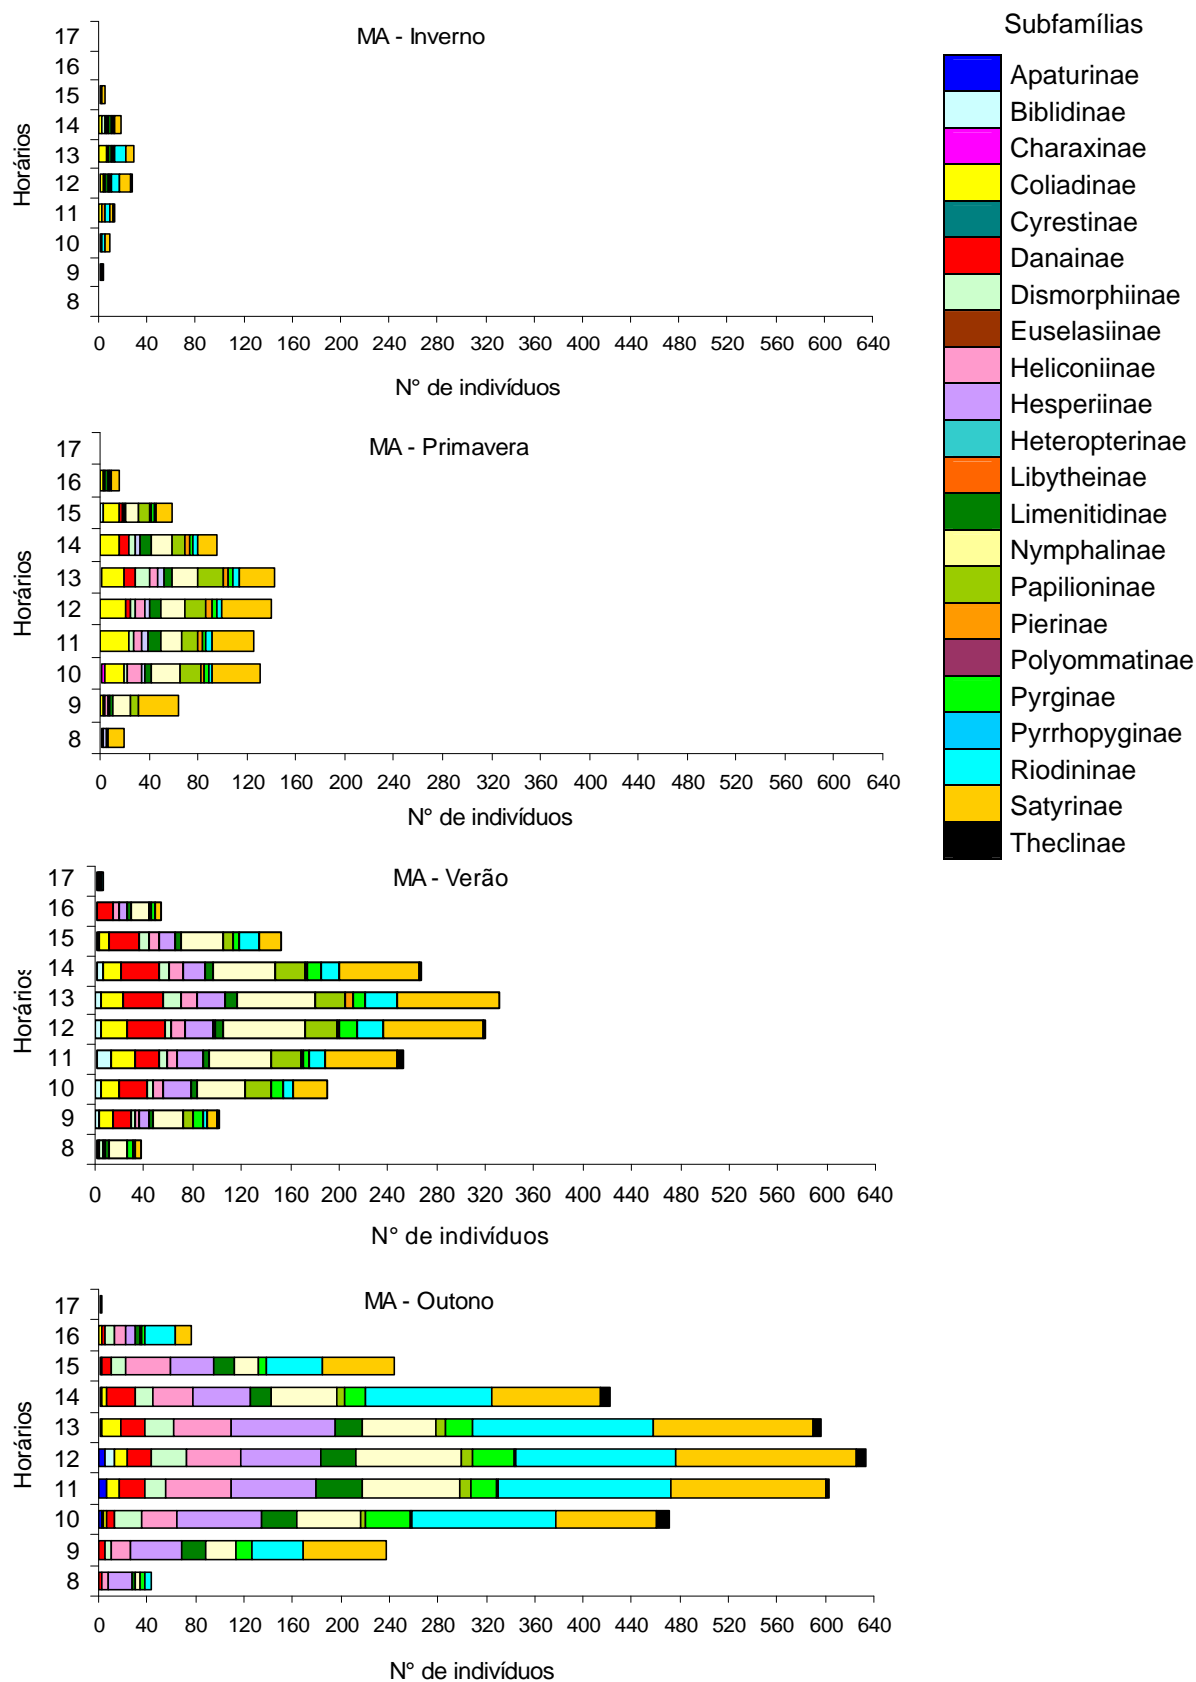 MA - Inverno
Horários
17
16
15
14
13
12
11
10
9
8
0 40 80 120 160 200 240 280 320 360 400 440 480 520 560 600 640
N° de indivíduos
MA - Primavera
Horários
17
16
15
14
13
12
11
10
9
8
0 40 80 120 160 200 240 280 320 360 400 440 480 520 560 600 640
N° de indivíduos
MA - Verão
Horários
17
16
15
14
13
12
11
10
9
8
0 40 80 120 160 200 240 280 320 360 400 440 480 520 560 600 640
N° de indivíduos
MA - Outono
Horários
17
16
15
14
13
12
11
10
9
8
0 40 80 120 160 200 240 280 320 360 400 440 480 520 560 600 640
N° de indivíduos
Subfamílias
Apaturinae
Biblidinae
Charaxinae
Coliadinae
Cyrestinae
Danainae
Dismorphiinae
Euselasiinae
Heliconiinae
Hesperiinae
Heteropterinae
Libytheinae
Limenitidinae
Nymphalinae
Papilioninae
Pierinae
Polyommatinae
Pyrginae
Pyrrhopyginae
Riodininae
Satyrinae
Theclinae